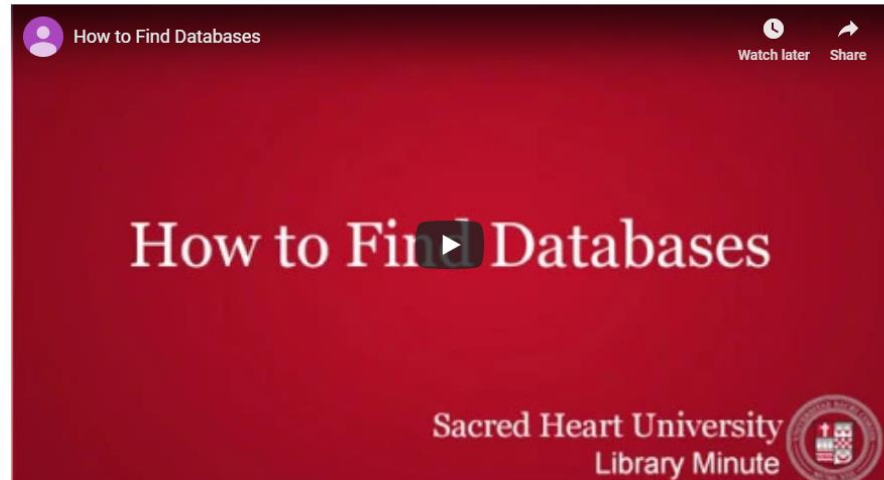 How to Find Databases
Watch later
Share
How to Find Databases
Sacred Heart University
Library Minute